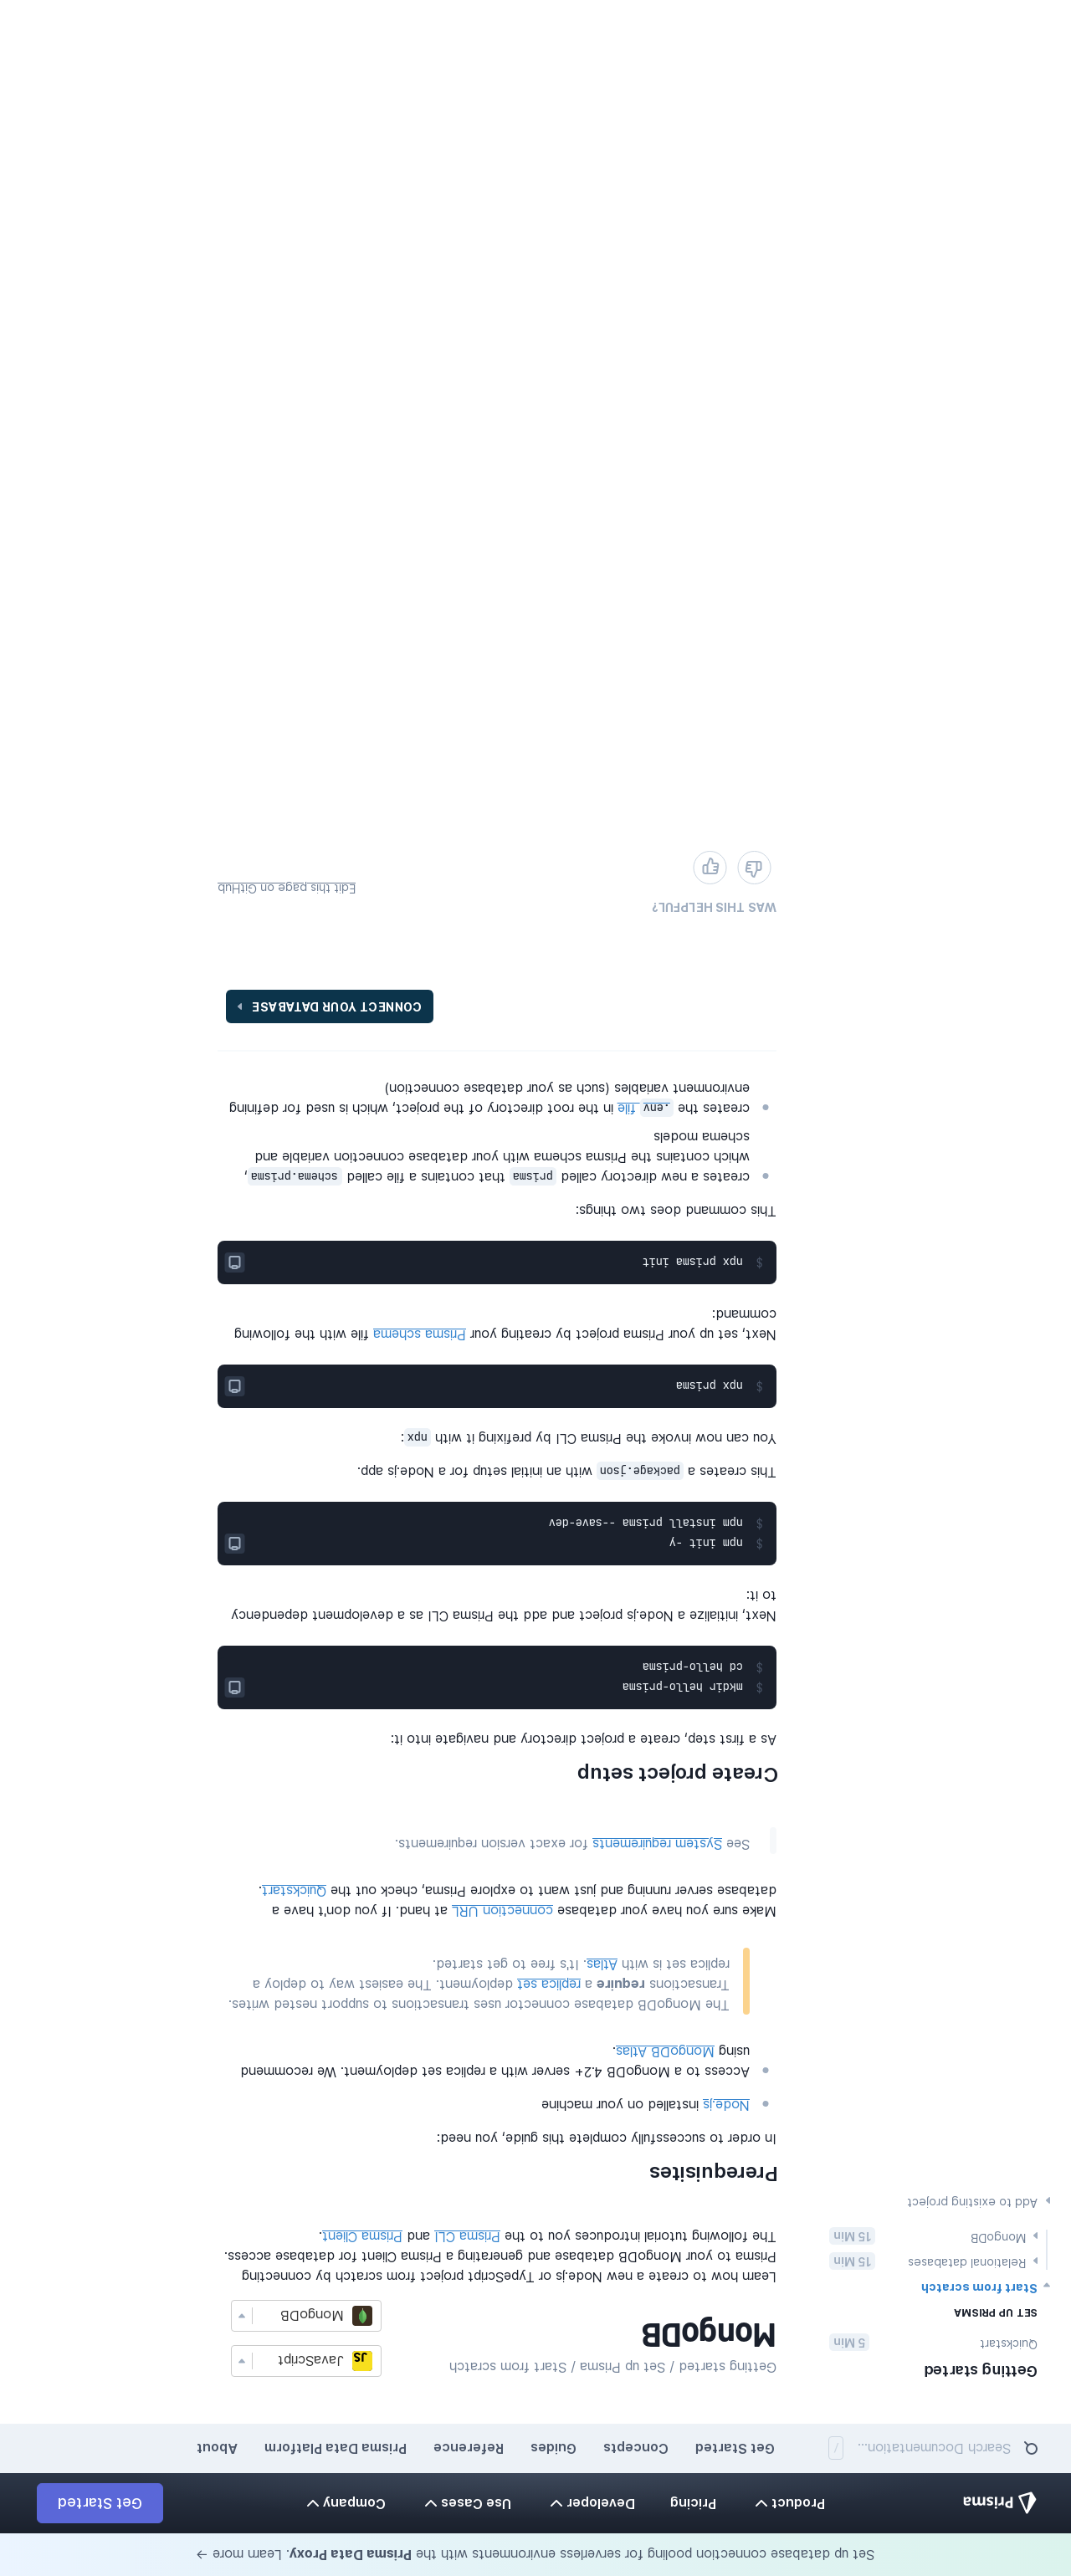 Set up database connection pooling for serverless environments with the Prisma Data Proxy. Learn more →
Prisma
Product
Pricing
Developer
Use Cases
Company
Get Started
Search Documentation... /
Get Started
Concepts
Guides
Reference
Prisma Data Platform
About
Getting started
Quickstart 5 Min
SET UP PRISMA
Start from scratch
Relational databases 15 Min
MongoDB 15 Min
Add to existing project
Getting started / Set up Prisma / Start from scratch
MongoDB
JS JavaScript
MongoDB
Learn how to create a new Node.js or TypeScript project from scratch by connecting
Prisma to your MongoDB database and generating a Prisma Client for database access.
The following tutorial introduces you to the Prisma CLI and Prisma Client.
Prerequisites
In order to successfully complete this guide, you need:
Node.js installed on your machine
Access to a MongoDB 4.2+ server with a replica set deployment. We recommend
using MongoDB Atlas.
The MongoDB database connector uses transactions to support nested writes.
Transactions require a replica set deployment. The easiest way to deploy a
replica set is with Atlas. It's free to get started.
Make sure you have your database connection URL at hand. If you don't have a
database server running and just want to explore Prisma, check out the Quickstart.
See System requirements for exact version requirements.
Create project setup
As a first step, create a project directory and navigate into it:
$ mkdir hello-prisma
$ cd hello-prisma
Next, initialize a Node.js project and add the Prisma CLI as a development dependency
to it:
$ npm init -y
$ npm install prisma --save-dev
This creates a package.json with an initial setup for a Node.js app.
You can now invoke the Prisma CLI by prefixing it with npx:
$ npx prisma
Next, set up your Prisma project by creating your Prisma schema file with the following
command:
$ npx prisma init
This command does two things:
creates a new directory called prisma that contains a file called schema.prisma,
which contains the Prisma schema with your database connection variable and
schema models
creates the .env file in the root directory of the project, which is used for defining
environment variables (such as your database connection)
CONNECT YOUR DATABASE
WAS THIS HELPFUL?
Edit this page on GitHub